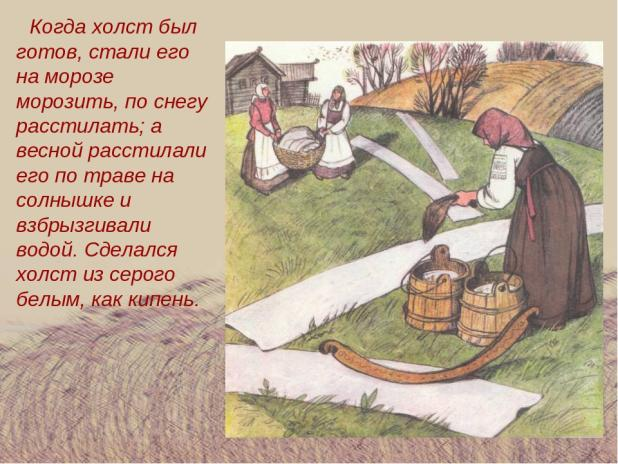 Когда холст был
готов, стали его
на морозе
морозить, по снегу
расстилать; а
весной расстилали
его по траве на
солнышке и
взбрызгивали
водой. Сделался
холст из серого
белым, как кипень.